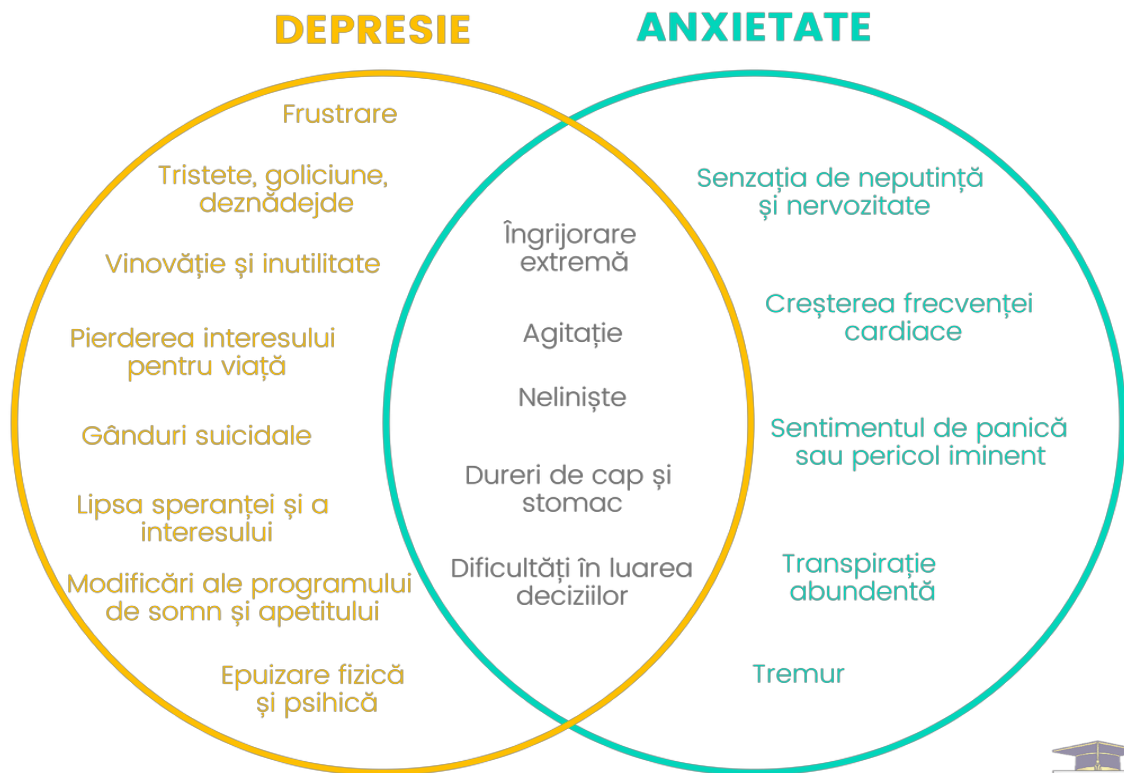 DEPRESIE
ANXIETATE
Frustrare
Tristete, goliciune,
deznădejde
Vinovăție și inutilitate
Pierderea interesului
pentru viață
Gânduri suicidale
Lipsa speranței și a
interesului
Modificări ale programului
de somn și apetitului
Epuizare fizică
și psihică
Îngrijorare
extremă
Agitație
Neliniște
Dureri de cap și
stomac
Dificultăți în luarea
deciziilor
Senzația de neputință
și nervozitate
Creșterea frecvenței
cardiace
Sentimentul de panică
sau pericol iminent
Transpirație
abundentă
Tremur